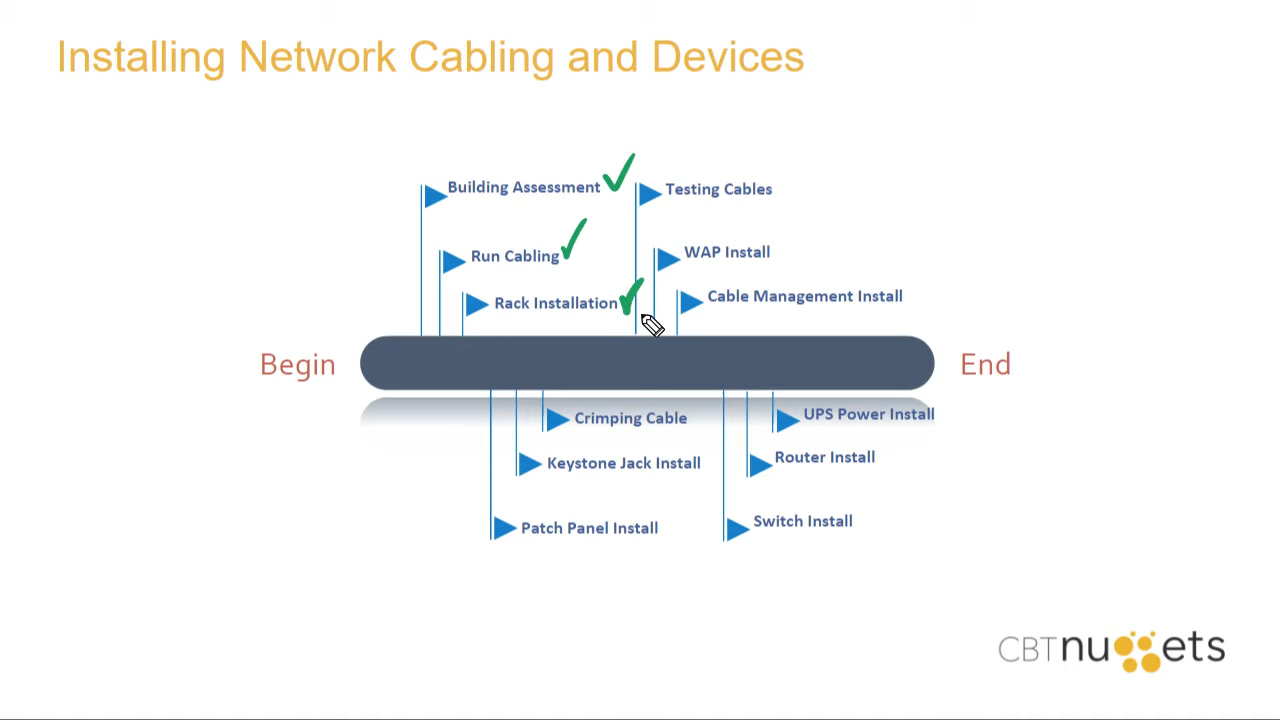 Installing Network Cabling and Devices
Building Assessment
Testing Cables
Run Cabling
WAP Install
Rack Installation
Cable Management Install
Begin
End
Crimping Cable
UPS Power Install
Keystone Jack Install
Router Install
Patch Panel Install
Switch Install
CBTnuggets